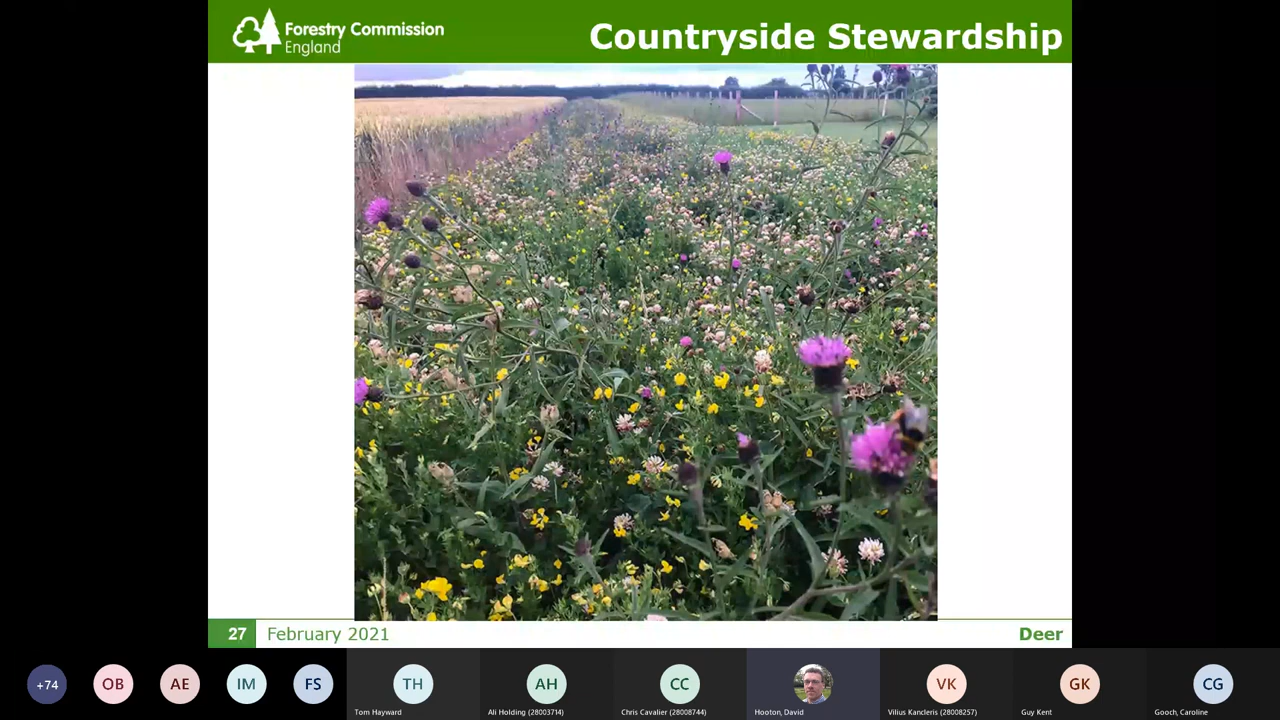 Forestry Commission
England
Countryside Stewardship
27
February 2021
Deer
+74
OB
AE
IM
FS
TH
AH
CC
VK
GK
CG
Tom Hayward
Ali Holding (28003714)
Chris Cavalier (28008744)
Hooton, David
Vilius Kancleris (28008257)
Guy Kent
Gooch, Caroline